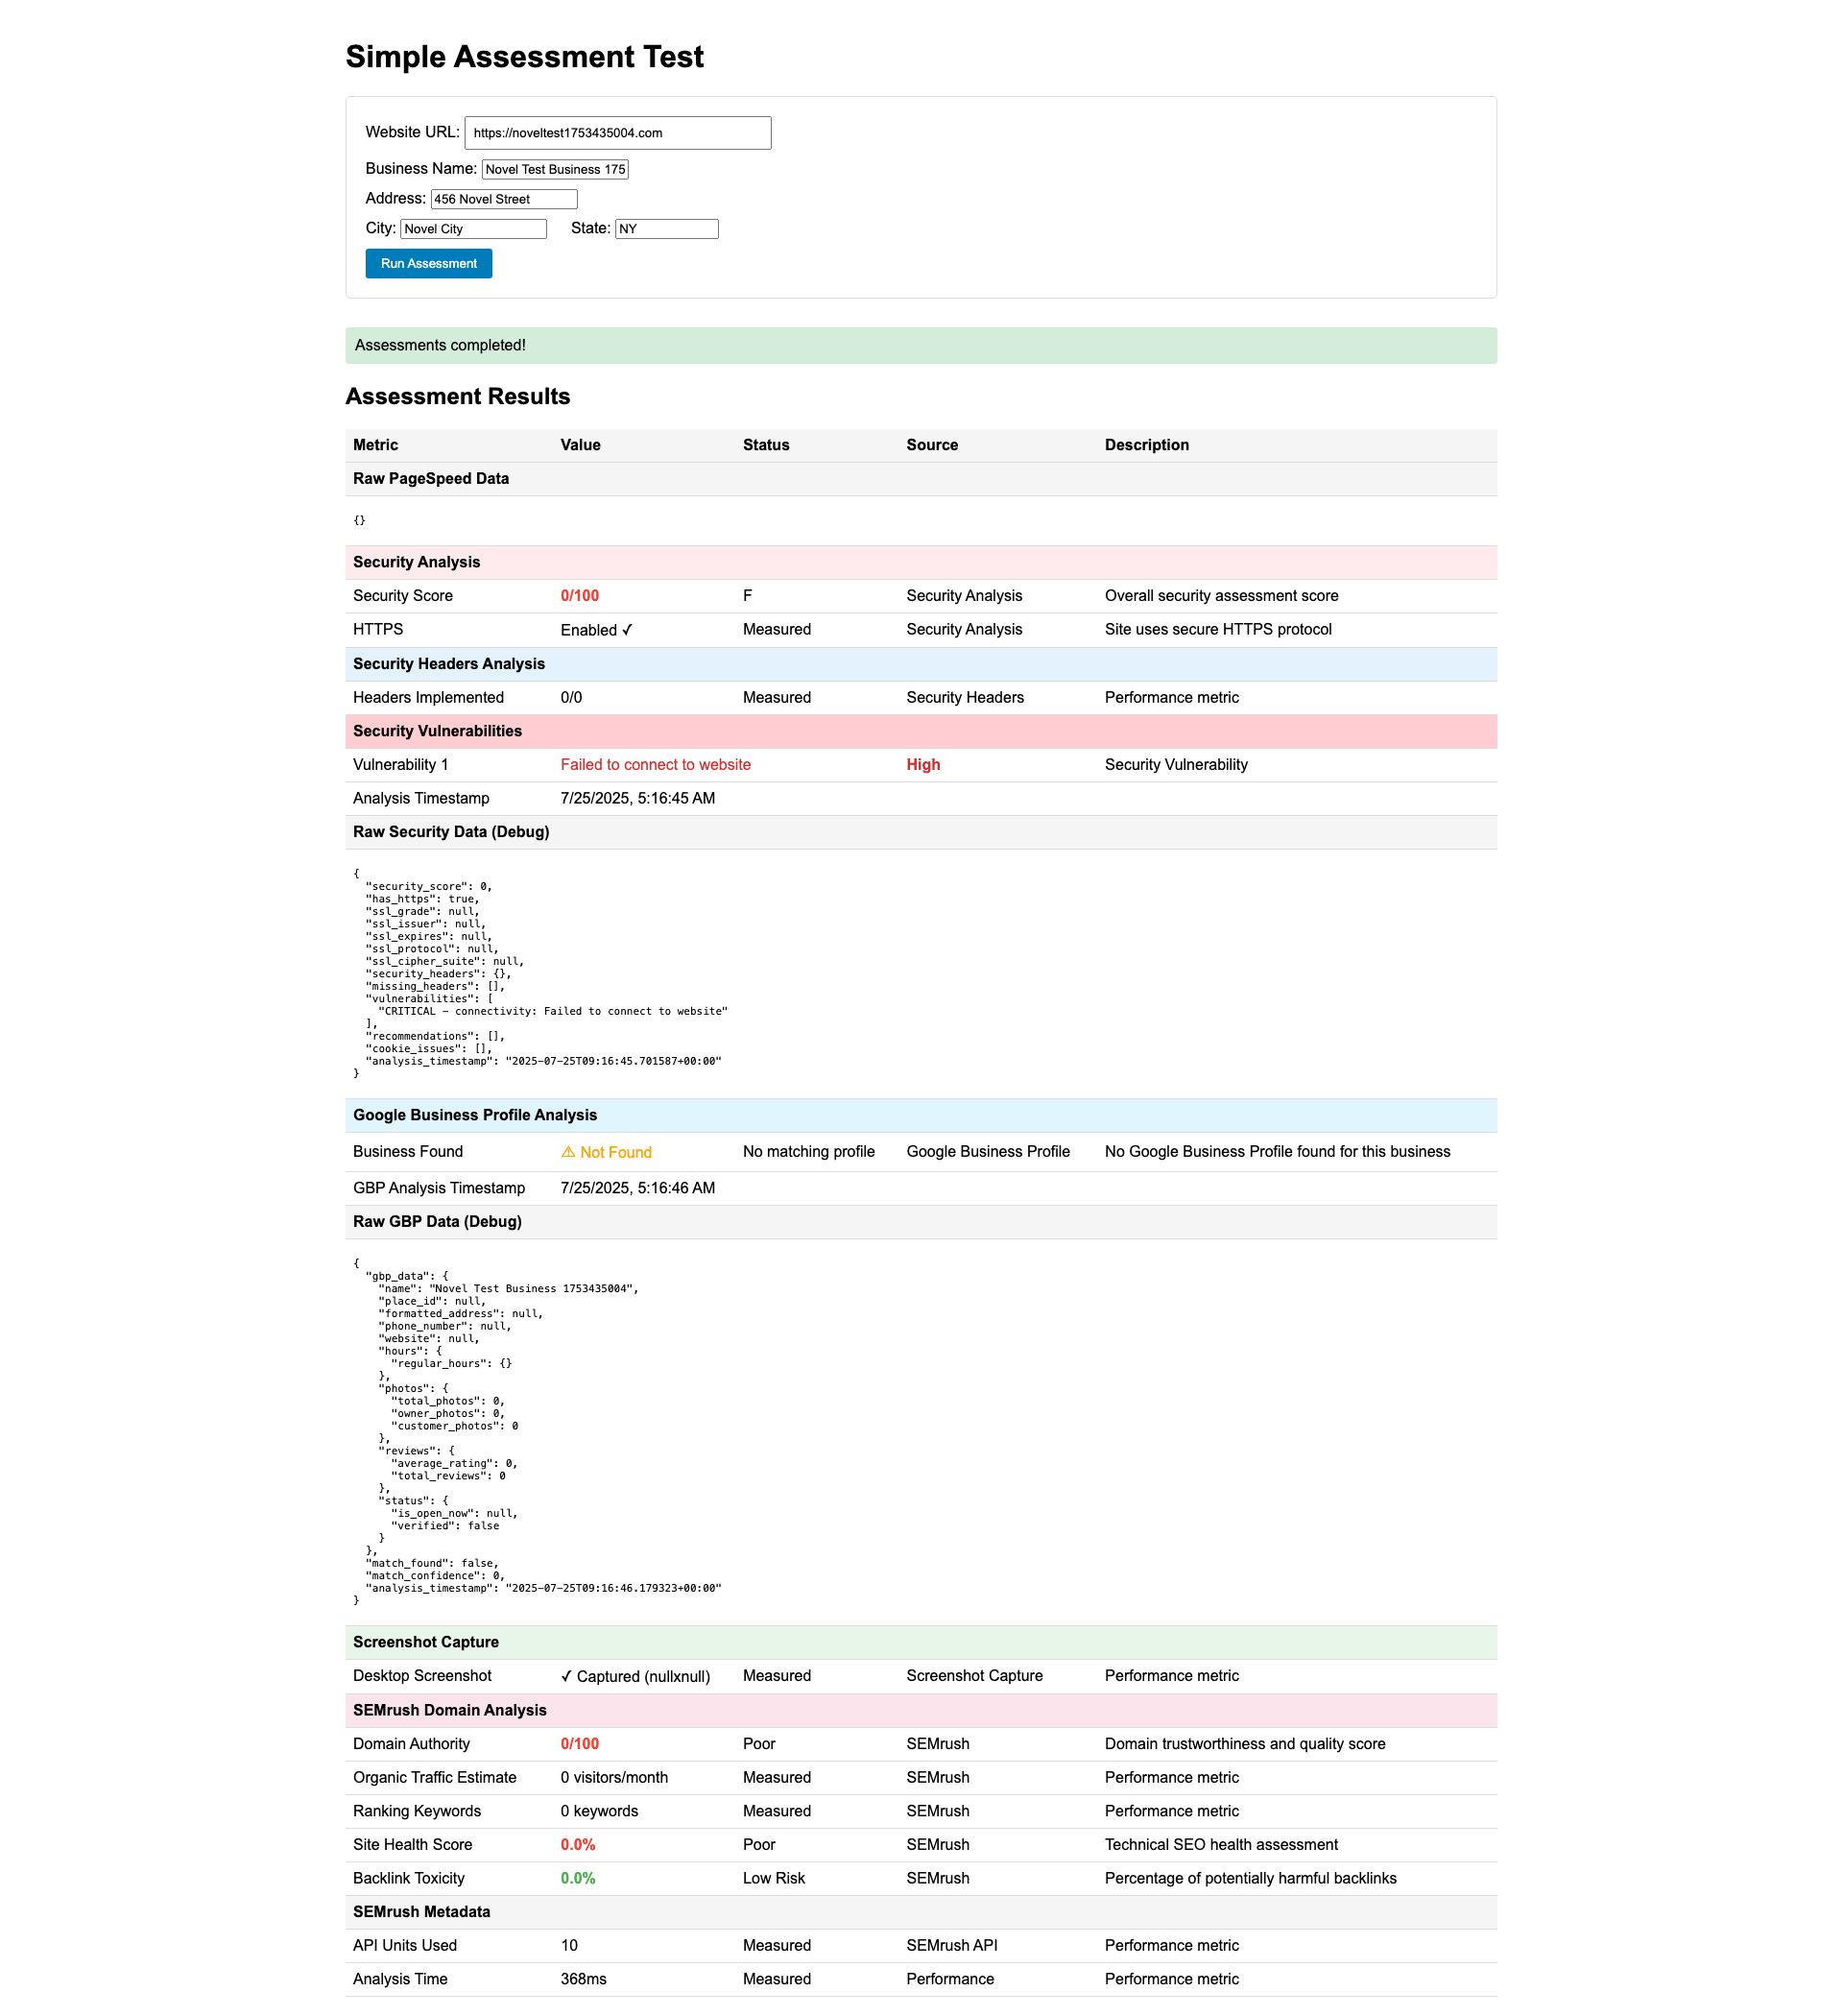 Simple Assessment Test
Website URL: https://noveltest1753435004.com
Business Name: Novel Test Business 175
Address: 456 Novel Street
City: Novel City State: NY
Run Assessment
Assessments completed!
Assessment Results
Metric Value Status Source Description
Raw PageSpeed Data
{}
Security Analysis
Security Score 0/100 F Security Analysis Overall security assessment score
HTTPS Enabled ✓ Measured Security Analysis Site uses secure HTTPS protocol
Security Headers Analysis
Headers Implemented 0/0 Measured Security Headers Performance metric
Security Vulnerabilities
Vulnerability 1 Failed to connect to website High Security Vulnerability
Analysis Timestamp 7/25/2025, 5:16:45 AM
Raw Security Data (Debug)
{
  "security_score": 0,
  "has_https": true,
  "ssl_grade": null,
  "ssl_issuer": null,
  "ssl_expires": null,
  "ssl_protocol": null,
  "ssl_cipher_suite": null,
  "security_headers": {},
  "missing_headers": [],
  "vulnerabilities": [
    "CRITICAL - connectivity: Failed to connect to website"
  ],
  "recommendations": [],
  "cookie_issues": [],
  "analysis_timestamp": "2025-07-25T09:16:45.701587+00:00"
}
Google Business Profile Analysis
Business Found ⚠ Not Found No matching profile Google Business Profile No Google Business Profile found for this business
GBP Analysis Timestamp 7/25/2025, 5:16:46 AM
Raw GBP Data (Debug)
{
  "gbp_data": {
    "name": "Novel Test Business 1753435004",
    "place_id": null,
    "formatted_address": null,
    "phone_number": null,
    "website": null,
    "hours": {
      "regular_hours": {}
    },
    "photos": {
      "total_photos": 0,
      "owner_photos": 0,
      "customer_photos": 0
    },
    "reviews": {
      "average_rating": 0,
      "total_reviews": 0
    },
    "status": {
      "is_open_now": null,
      "verified": false
    }
  },
  "match_found": false,
  "match_confidence": 0,
  "analysis_timestamp": "2025-07-25T09:16:46.179323+00:00"
}
Screenshot Capture
Desktop Screenshot ✓ Captured (nullxnull) Measured Screenshot Capture Performance metric
SEMrush Domain Analysis
Domain Authority 0/100 Poor SEMrush Domain trustworthiness and quality score
Organic Traffic Estimate 0 visitors/month Measured SEMrush Performance metric
Ranking Keywords 0 keywords Measured SEMrush Performance metric
Site Health Score 0.0% Poor SEMrush Technical SEO health assessment
Backlink Toxicity 0.0% Low Risk SEMrush Percentage of potentially harmful backlinks
SEMrush Metadata
API Units Used 10 Measured SEMrush API Performance metric
Analysis Time 368ms Measured Performance Performance metric